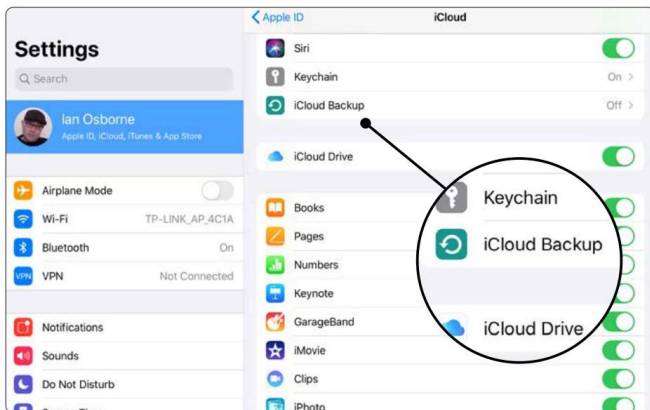 Apple ID
iCloud
Settings
Search
Ian Osborne
Apple ID, iCloud, iTunes & App Store
Airplane Mode
Wi-Fi TP-LINK_AP_4C1A
Bluetooth On
VPN VPN Not Connected
Notifications
Sounds
Do Not Disturb
Siri
Keychain On
iCloud Backup Off
iCloud Drive
Books
Pages
Numbers
Keynote
GarageBand
iMovie
Clips
iPhoto
Keychain
iCloud Backup
iCloud Drive